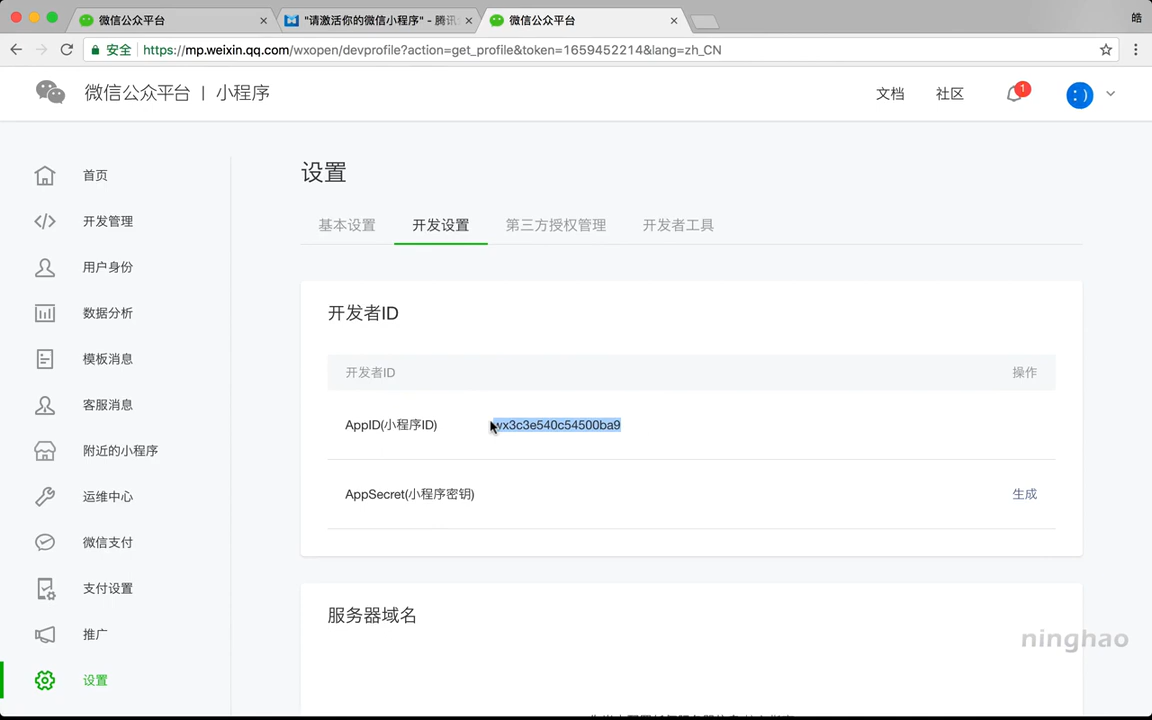 微信公众平台
"请激活你的微信小程序" - 腾讯
微信公众平台
皓
安全
https://mp.weixin.qq.com/wxopen/devprofile?action=get_profile&token=1659452214&lang=zh_CN
微信公众平台 | 小程序
文档
社区
1
:)
首页
开发管理
用户身份
数据分析
模板消息
客服消息
附近的小程序
运维中心
微信支付
支付设置
推广
设置
设置
基本设置
开发设置
第三方授权管理
开发者工具
开发者ID
开发者ID
操作
AppID(小程序ID)
wx3c3e540c54500ba9
AppSecret(小程序密钥)
生成
服务器域名
ninghao